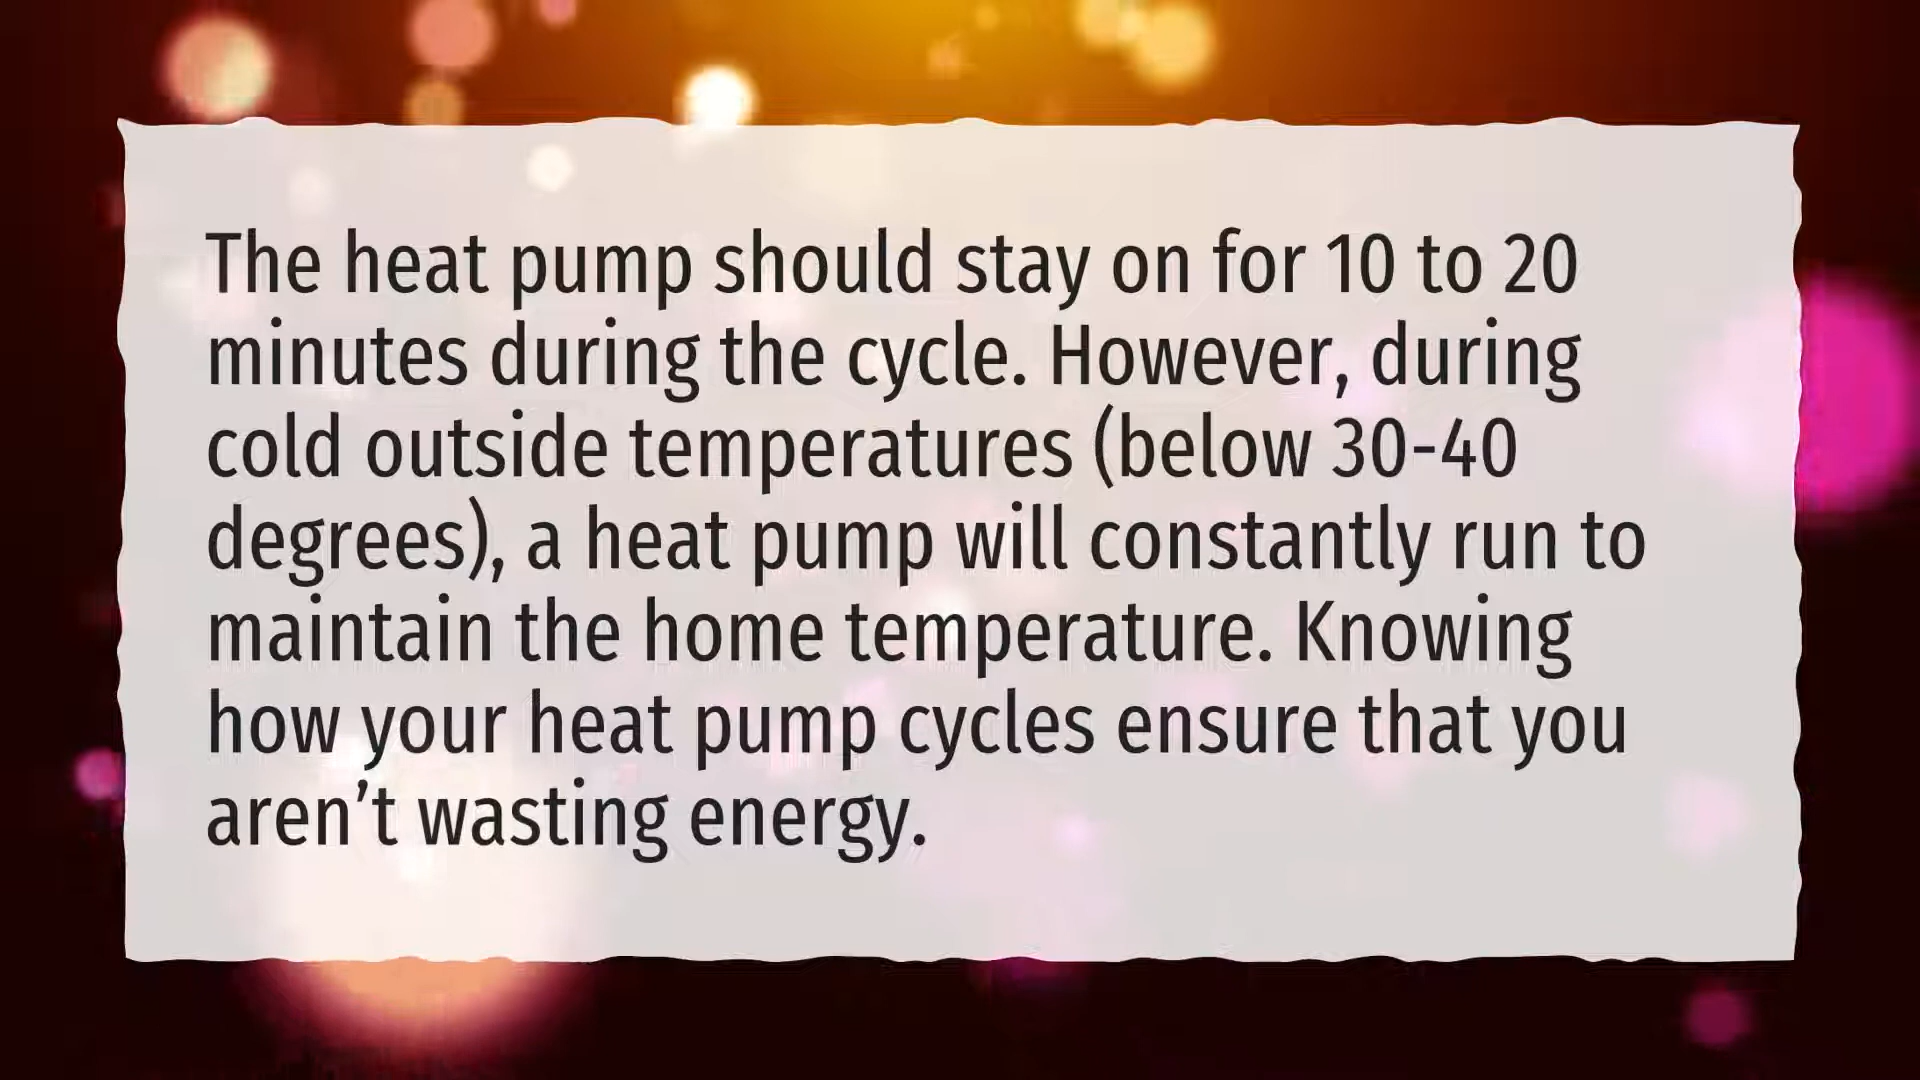 The heat pump should stay on for 10 to 20
minutes during the cycle. However, during
cold outside temperatures (below 30-40
degrees), a heat pump will constantly run to
maintain the home temperature. Knowing
how your heat pump cycles ensure that you
aren’t wasting energy.